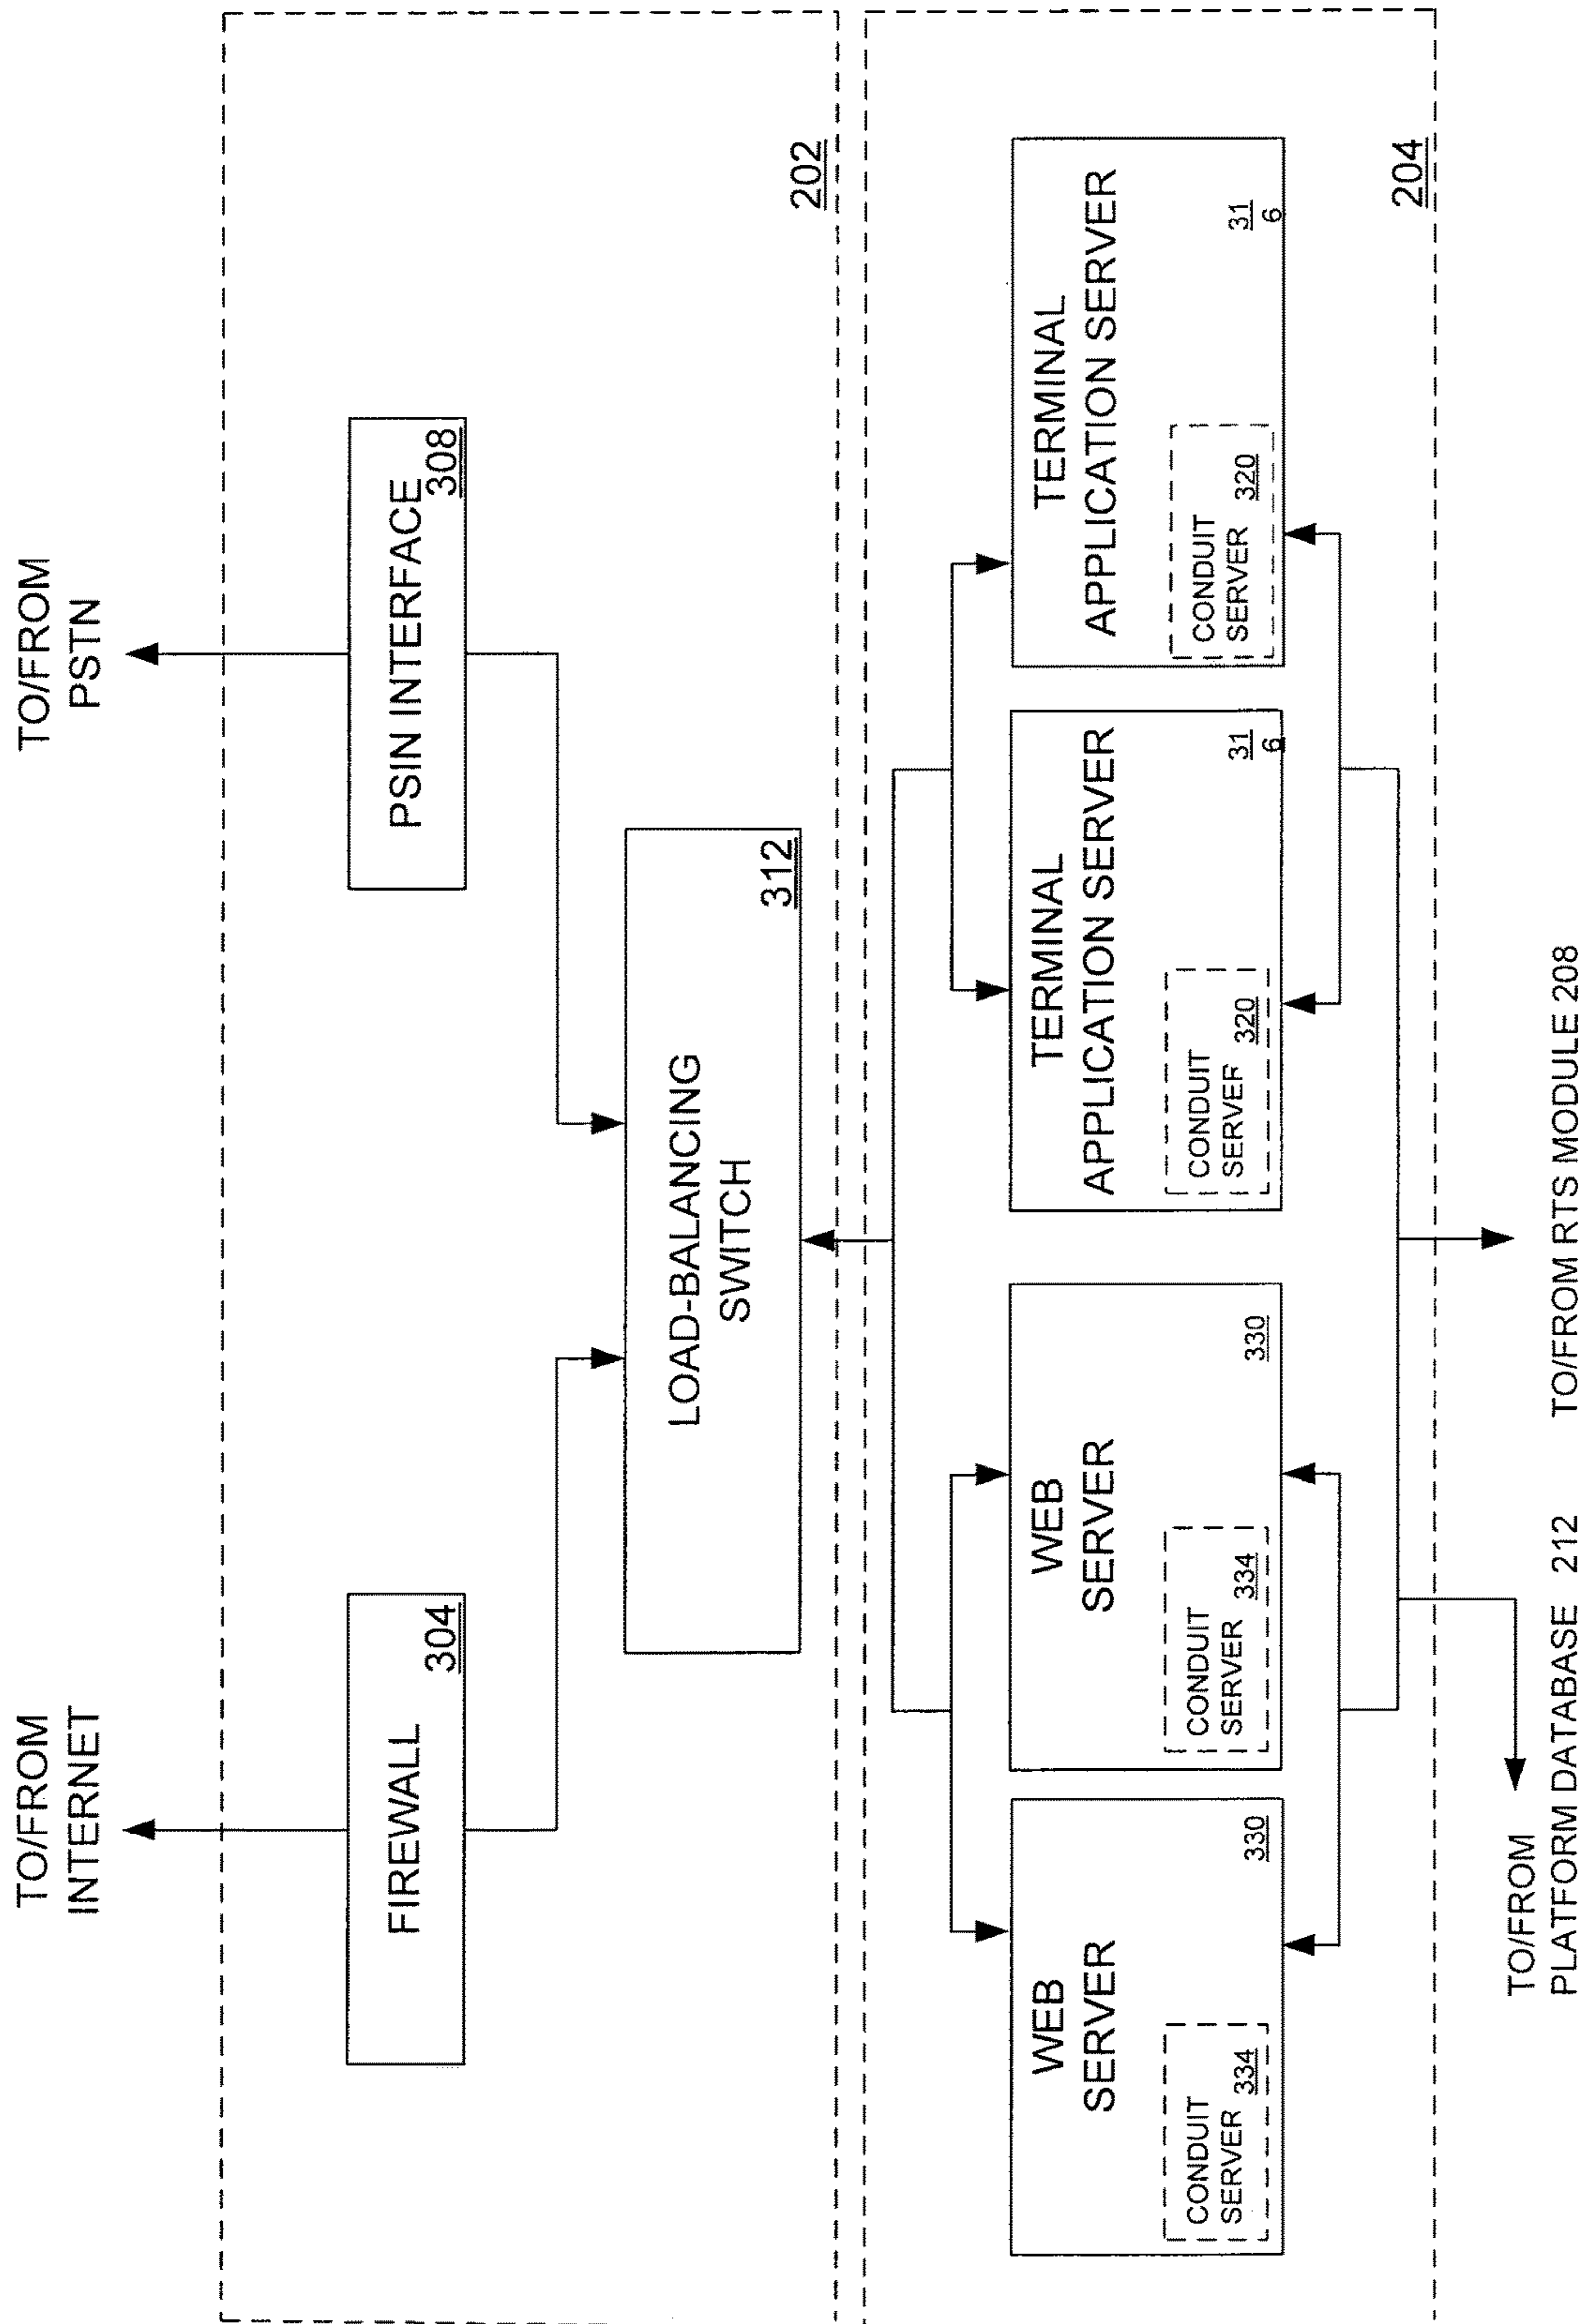 TO/FROM
INTERNET
TO/FROM
PSTN
FIREWALL
304
PSIN INTERFACE
308
LOAD-BALANCING
SWITCH
312
202
WEB
SERVER
330
CONDUIT
SERVER
334
WEB
SERVER
330
CONDUIT
SERVER
334
TERMINAL
APPLICATION SERVER
31
6
CONDUIT
SERVER
320
TERMINAL
APPLICATION SERVER
31
6
CONDUIT
SERVER
320
204
TO/FROM
PLATFORM DATABASE 212
TO/FROM RTS MODULE 208